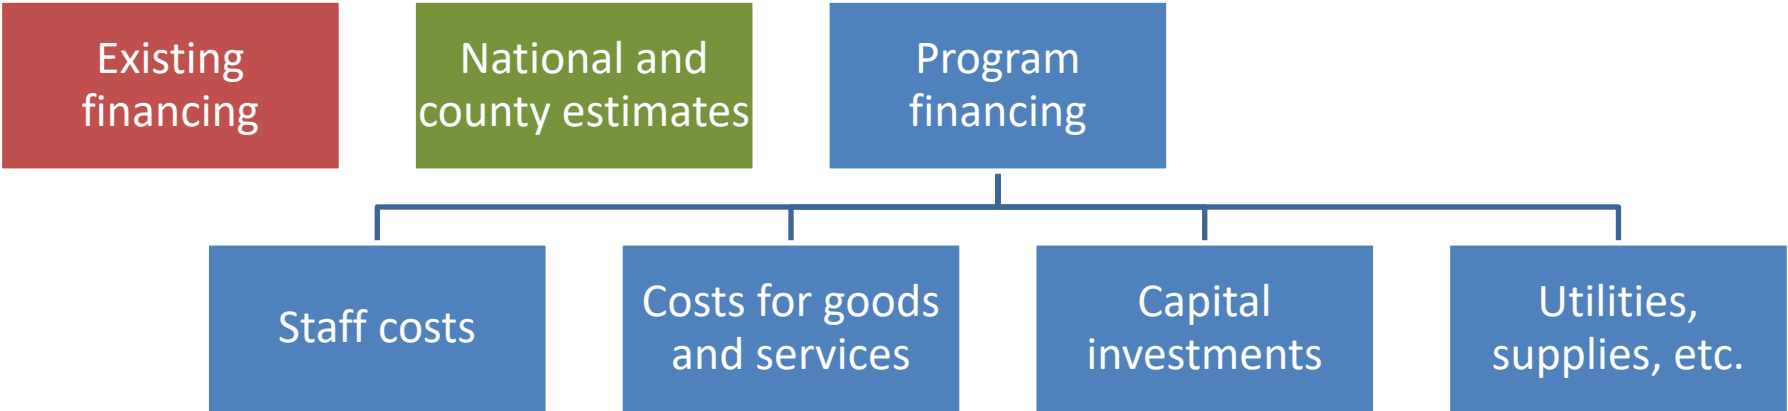 Existing
financing
National and
county estimates
Program
financing
Staff costs
Costs for goods
and services
Capital
investments
Utilities,
supplies, etc.